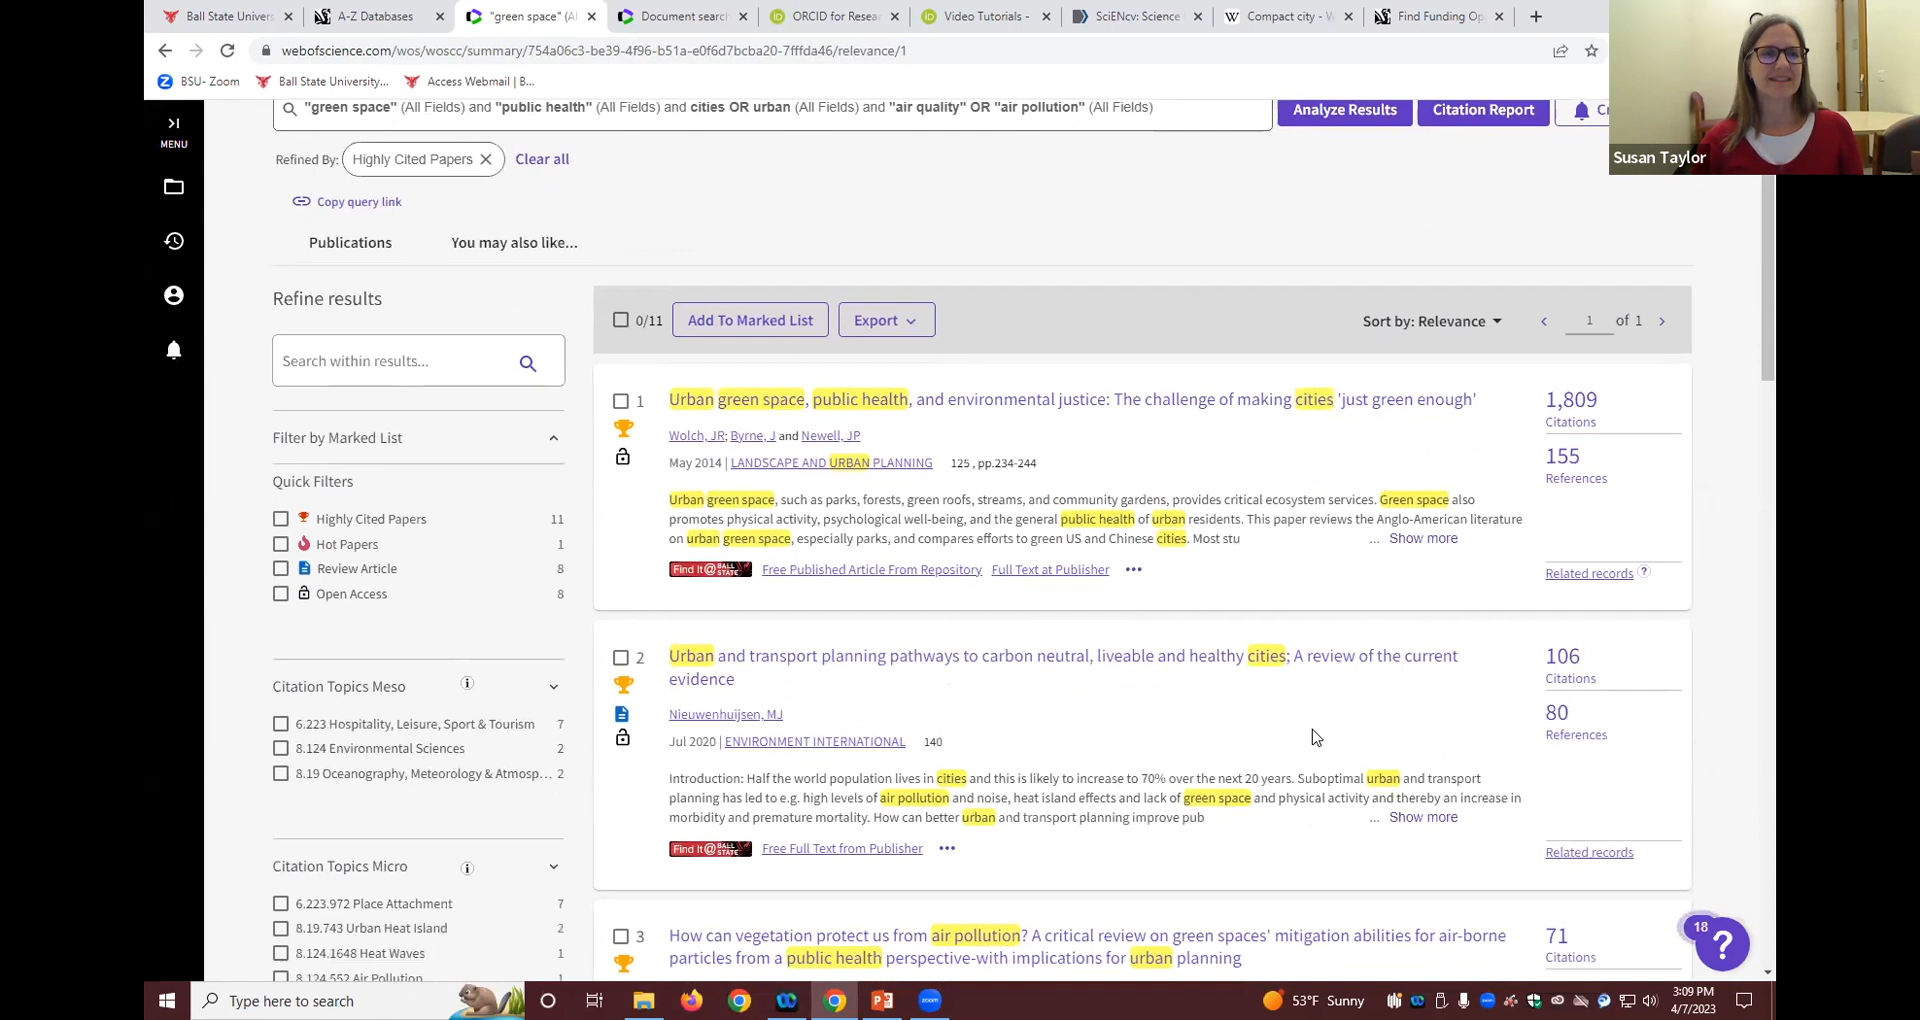 Ball State Univers
A-Z Databases
"green space" (Al
Document searc
ORCID for Resea
Video Tutorials -
SciENcv: Science
Compact city - W
Find Funding Op
webofscience.com/wos/woscc/summary/754a06c3-be39-4f96-b51a-e0f6d7bcba20-7fffda46/relevance/1
BSU- Zoom
Ball State University...
Access Webmail | B...
MENU
"green space" (All Fields) and "public health" (All Fields) and cities OR urban (All Fields) and "air quality" OR "air pollution" (All Fields)
Analyze Results
Citation Report
Susan Taylor
Refined By:
Highly Cited Papers
Clear all
Copy query link
Publications
You may also like...
Refine results
Search within results...
Filter by Marked List
Quick Filters
Highly Cited Papers 11
Hot Papers 1
Review Article 8
Open Access 8
Citation Topics Meso
6.223 Hospitality, Leisure, Sport & Tourism 7
8.124 Environmental Sciences 2
8.19 Oceanography, Meteorology & Atmosp... 2
Citation Topics Micro
6.223.972 Place Attachment 7
8.19.743 Urban Heat Island 2
8.124.1648 Heat Waves 1
8.124.552 Air Pollution 1
0/11
Add To Marked List
Export
Sort by: Relevance
1 of 1
1
Urban green space, public health, and environmental justice: The challenge of making cities 'just green enough'
Wolch, JR; Byrne, J and Newell, JP
May 2014 | LANDSCAPE AND URBAN PLANNING 125 , pp.234-244
Urban green space, such as parks, forests, green roofs, streams, and community gardens, provides critical ecosystem services. Green space also
promotes physical activity, psychological well-being, and the general public health of urban residents. This paper reviews the Anglo-American literature
on urban green space, especially parks, and compares efforts to green US and Chinese cities. Most stu ... Show more
Find It@BALL STATE
Free Published Article From Repository
Full Text at Publisher
•••
1,809
Citations
155
References
Related records
?
2
Urban and transport planning pathways to carbon neutral, liveable and healthy cities; A review of the current
evidence
Nieuwenhuijsen, MJ
Jul 2020 | ENVIRONMENT INTERNATIONAL 140
Introduction: Half the world population lives in cities and this is likely to increase to 70% over the next 20 years. Suboptimal urban and transport
planning has led to e.g. high levels of air pollution and noise, heat island effects and lack of green space and physical activity and thereby an increase in
morbidity and premature mortality. How can better urban and transport planning improve pub ... Show more
Find It@BALL STATE
Free Full Text from Publisher
•••
106
Citations
80
References
Related records
3
How can vegetation protect us from air pollution? A critical review on green spaces' mitigation abilities for air-borne
particles from a public health perspective-with implications for urban planning
71
Citations
18
?
Type here to search
53°F Sunny
3:09 PM
4/7/2023